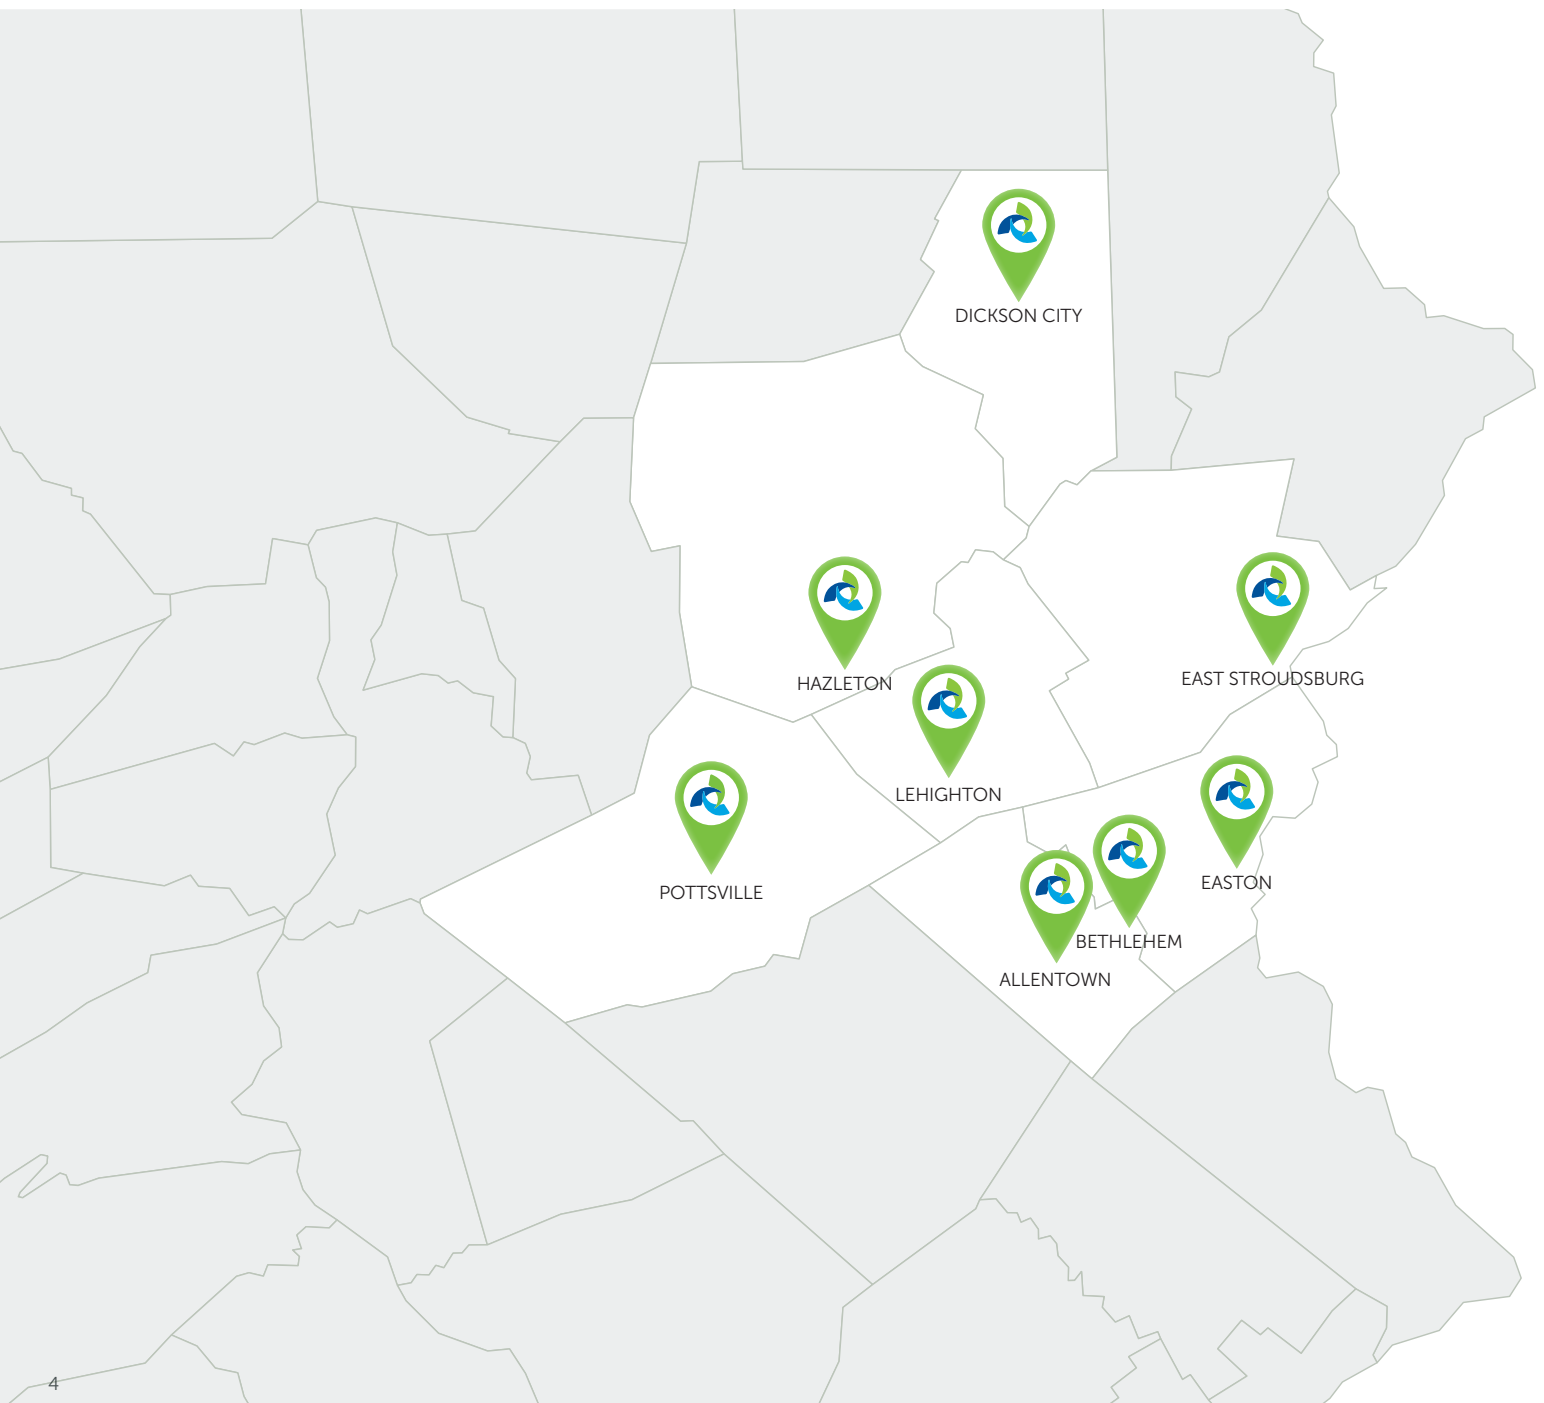 DICKSON CITY
HAZLETON
EAST STROUDSBURG
LEHIGHTON
POTTSVILLE
EASTON
BETHLEHEM
ALLENTOWN
4